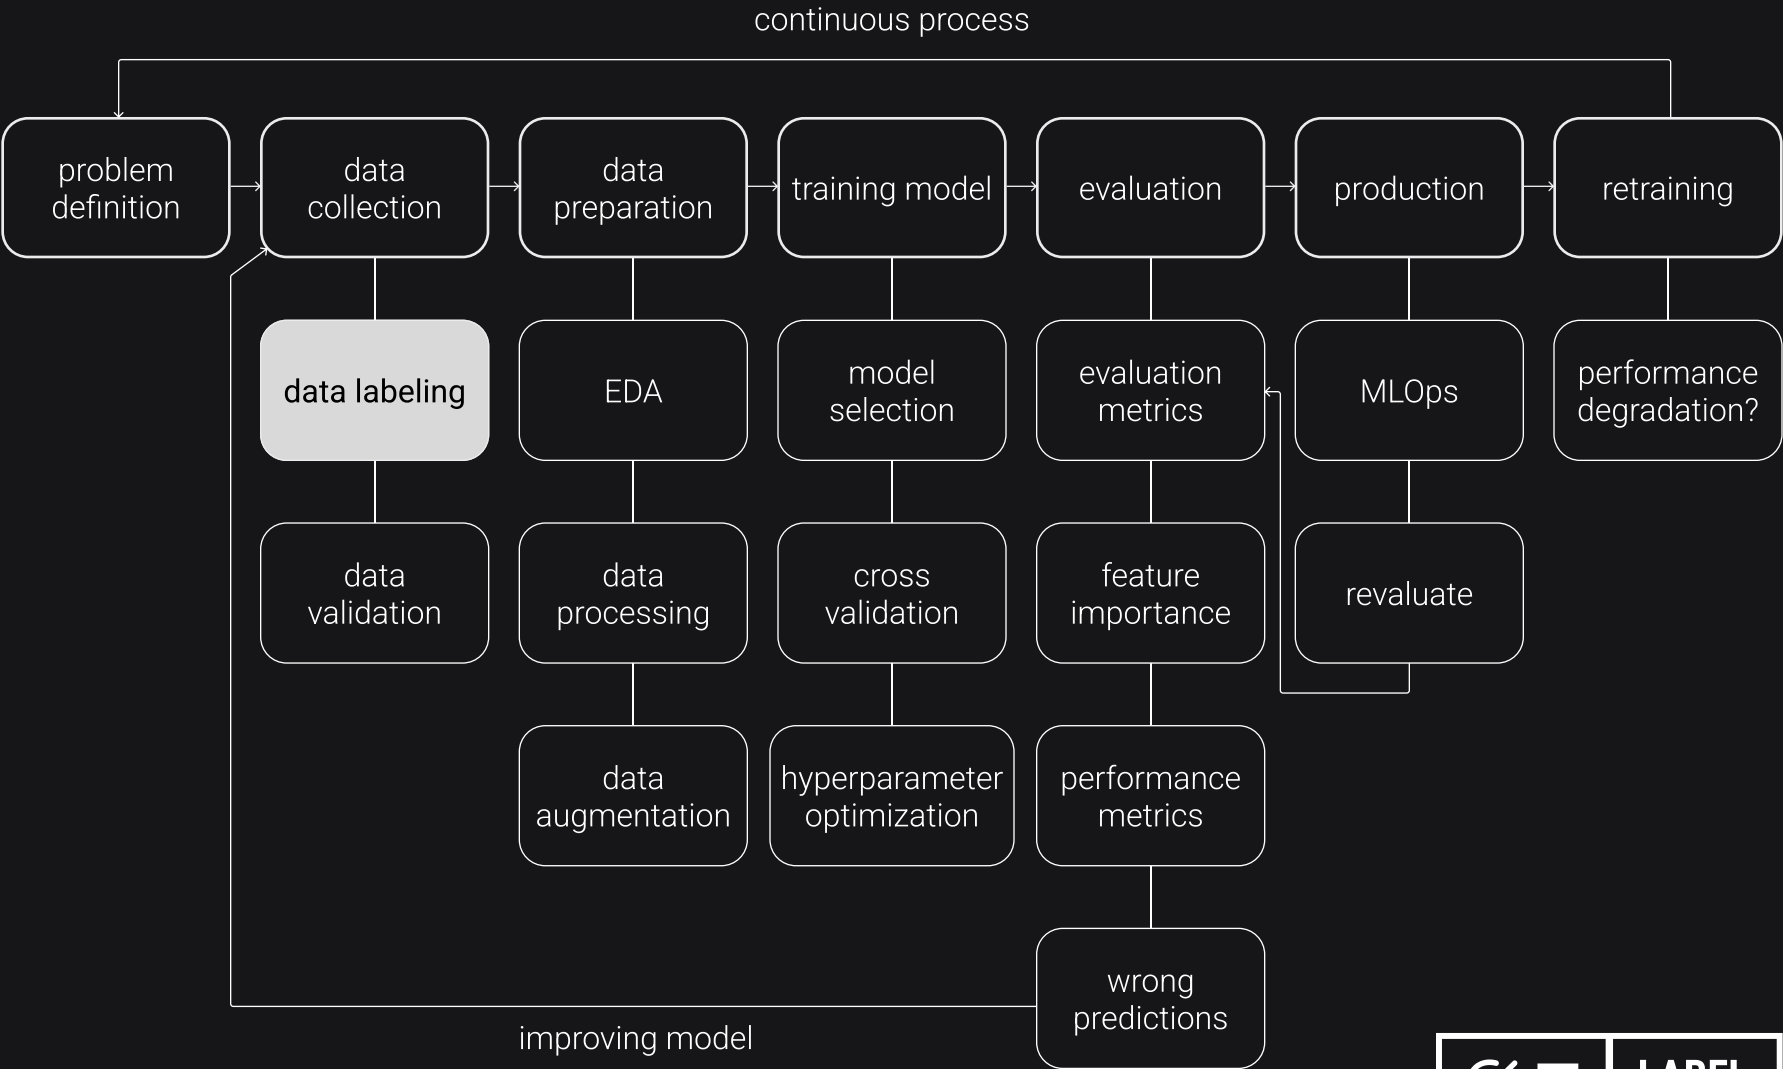 continuous process
problem
definition
data
collection
data
preparation
training model
evaluation
production
retraining
data labeling
EDA
model
selection
evaluation
metrics
MLOps
performance
degradation?
data
validation
data
processing
cross
validation
feature
importance
revaluate
data
augmentation
hyperparameter
optimization
performance
metrics
wrong
predictions
improving model
LABEL